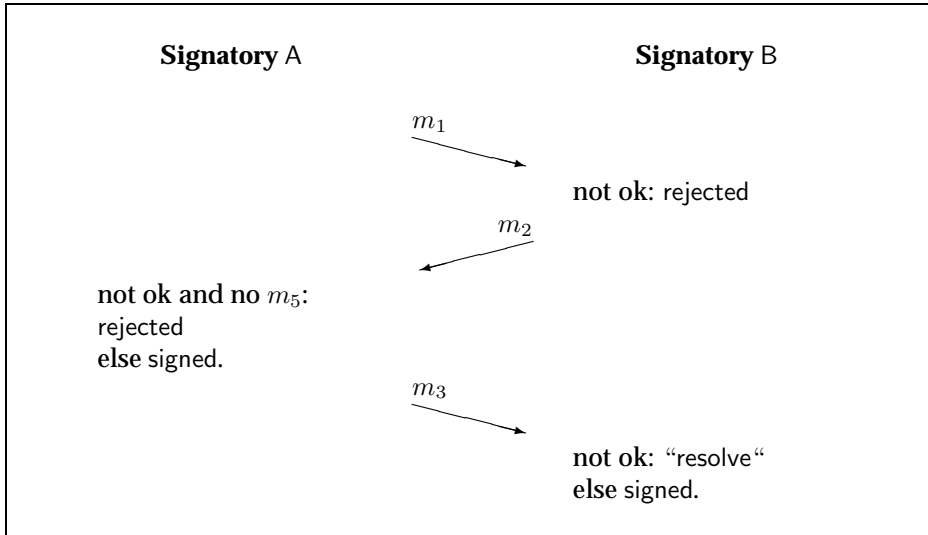 Signatory A
Signatory B
m1
not ok: rejected
m2
not ok and no m5:
rejected
else signed.
m3
not ok: “resolve“
else signed.